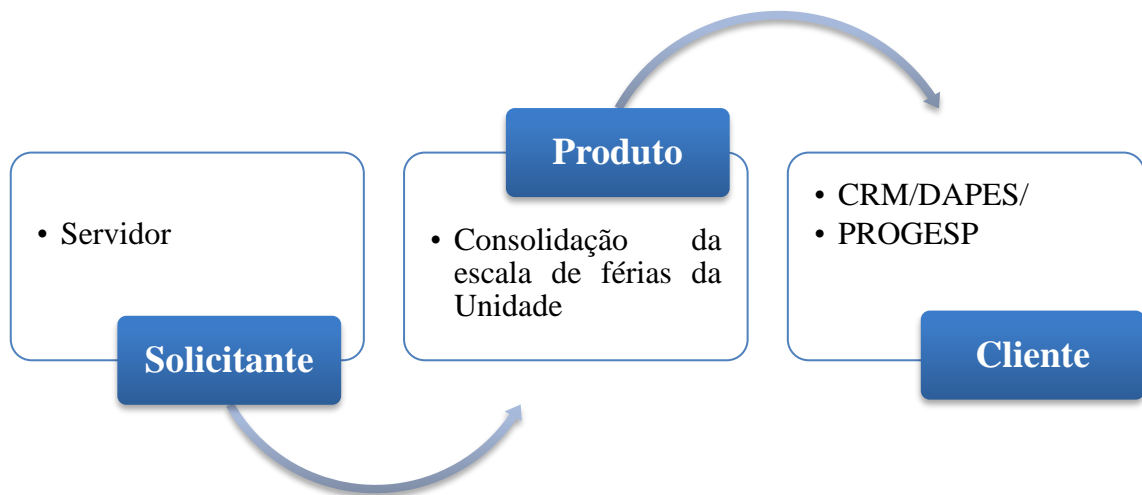 • Servidor
Solicitante
Produto
• Consolidação da
escala de férias da
Unidade
• CRM/DAPES/
• PROGESP
Cliente